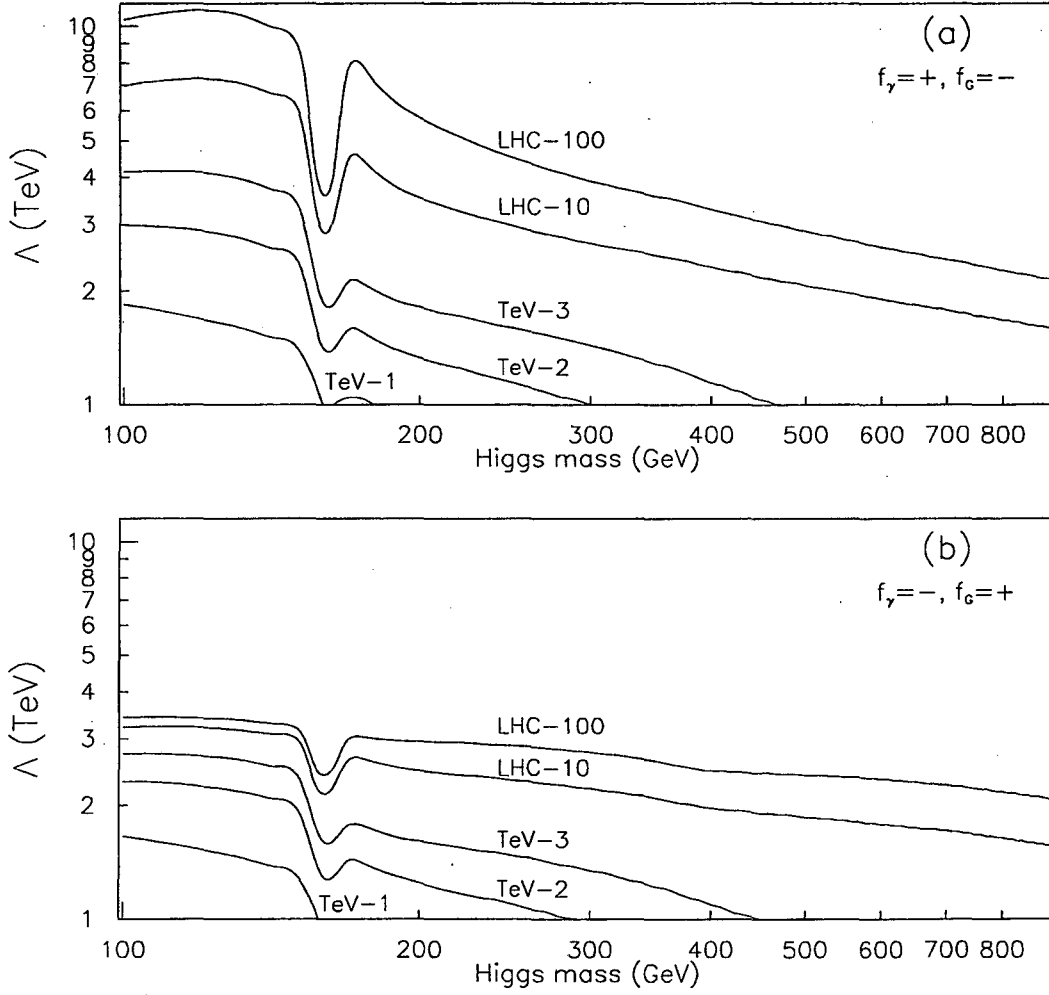 (a)
f_γ=+, f_G=−
Λ (TeV)
10
9
8
7
6
5
4
3
2
1
LHC−100
LHC−10
TeV−3
TeV−2
TeV−1
100
200
300
400
500
600
700
800
Higgs mass (GeV)
(b)
f_γ=−, f_G=+
Λ (TeV)
10
9
8
7
6
5
4
3
2
1
LHC−100
LHC−10
TeV−3
TeV−2
TeV−1
100
200
300
400
500
600
700
800
Higgs mass (GeV)